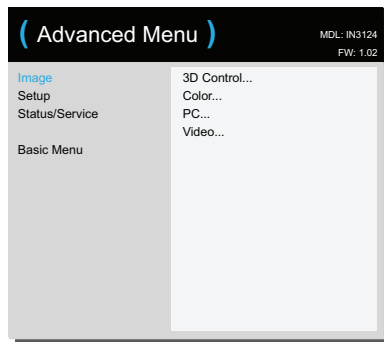 ( Advanced Menu )
MDL: IN3124
FW: 1.02
Image
Setup
Status/Service
Basic Menu
3D Control...
Color...
PC...
Video...